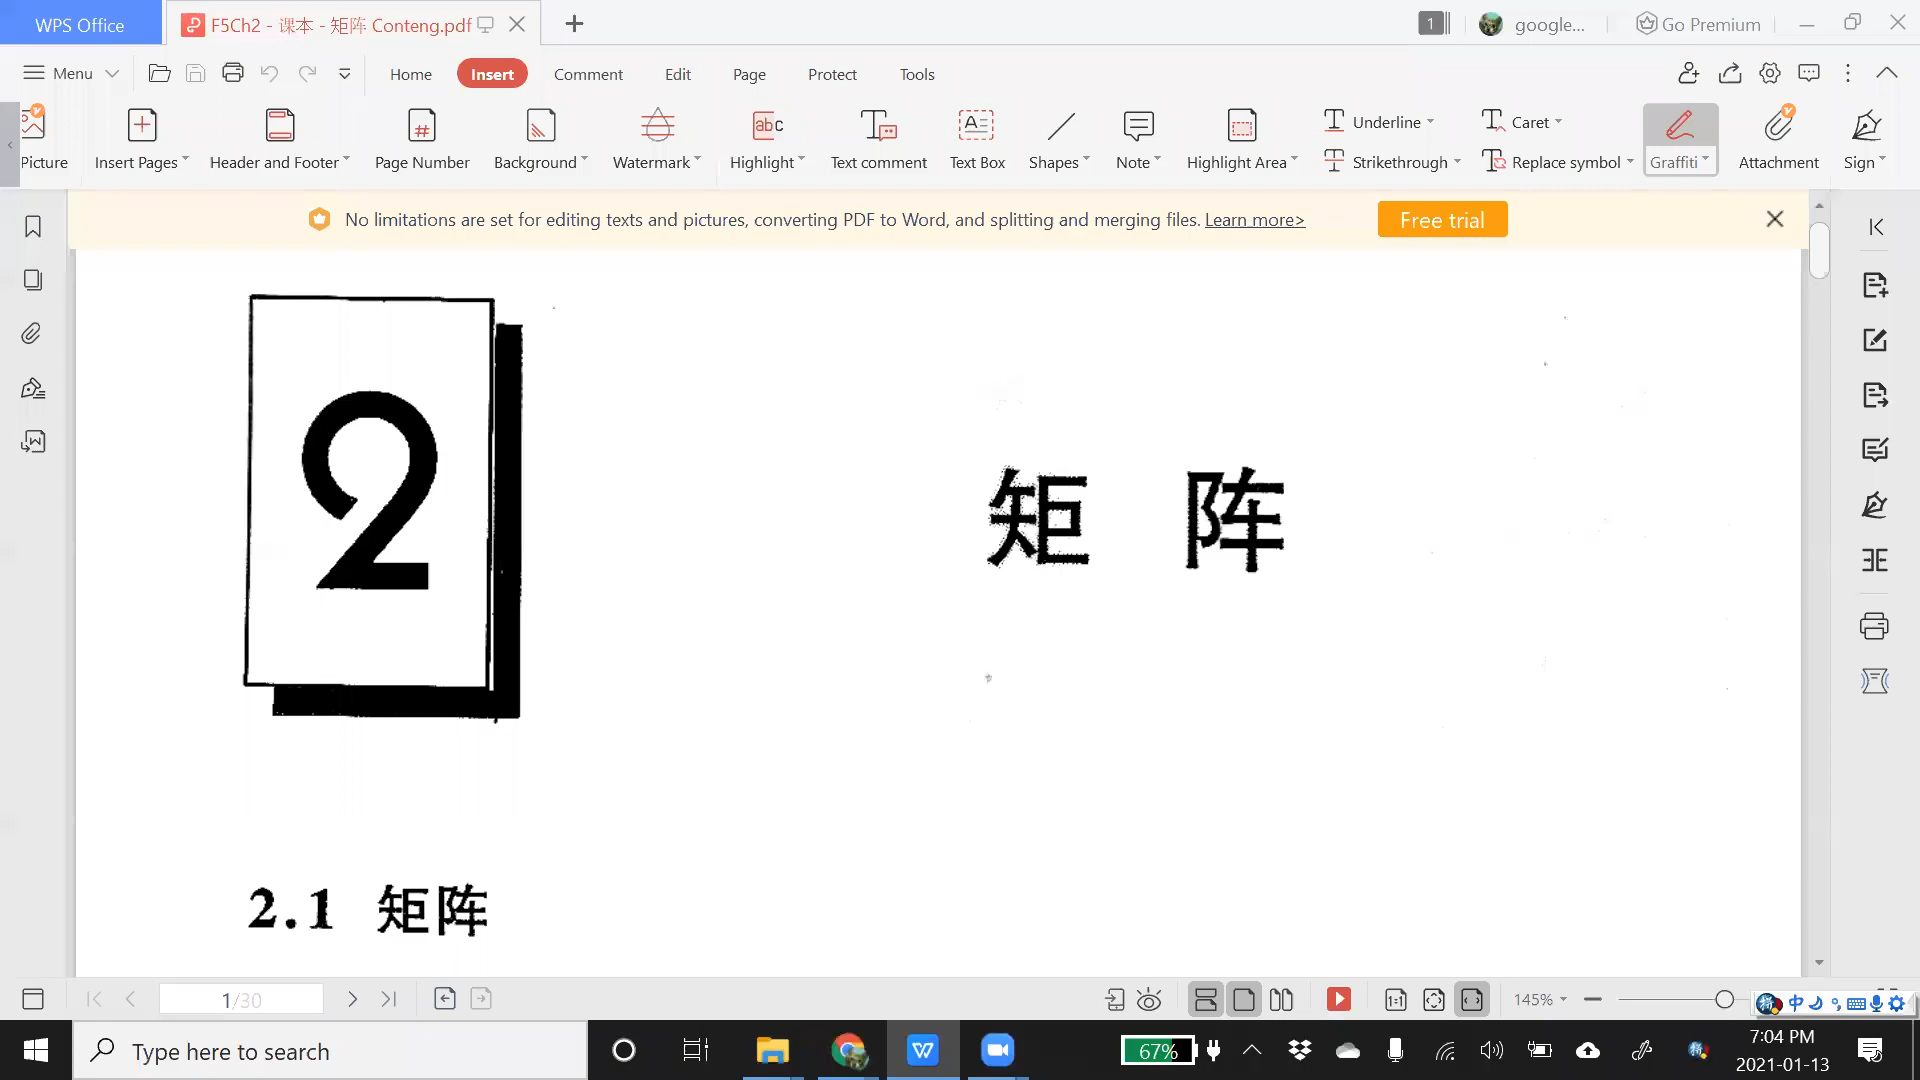 WPS Office
F5Ch2 - 课本 - 矩阵 Conteng.pdf
1
google...
Go Premium
Menu
Home
Insert
Comment
Edit
Page
Protect
Tools
Picture
Insert Pages
Header and Footer
Page Number
Background
Watermark
Highlight
Text comment
Text Box
Shapes
Note
Highlight Area
Underline
Strikethrough
Caret
Replace symbol
Graffiti
Attachment
Sign
No limitations are set for editing texts and pictures, converting PDF to Word, and splitting and merging files. Learn more>
Free trial
2
矩 阵
2.1 矩阵
1/30
145%
中
Type here to search
67%
7:04 PM
2021-01-13